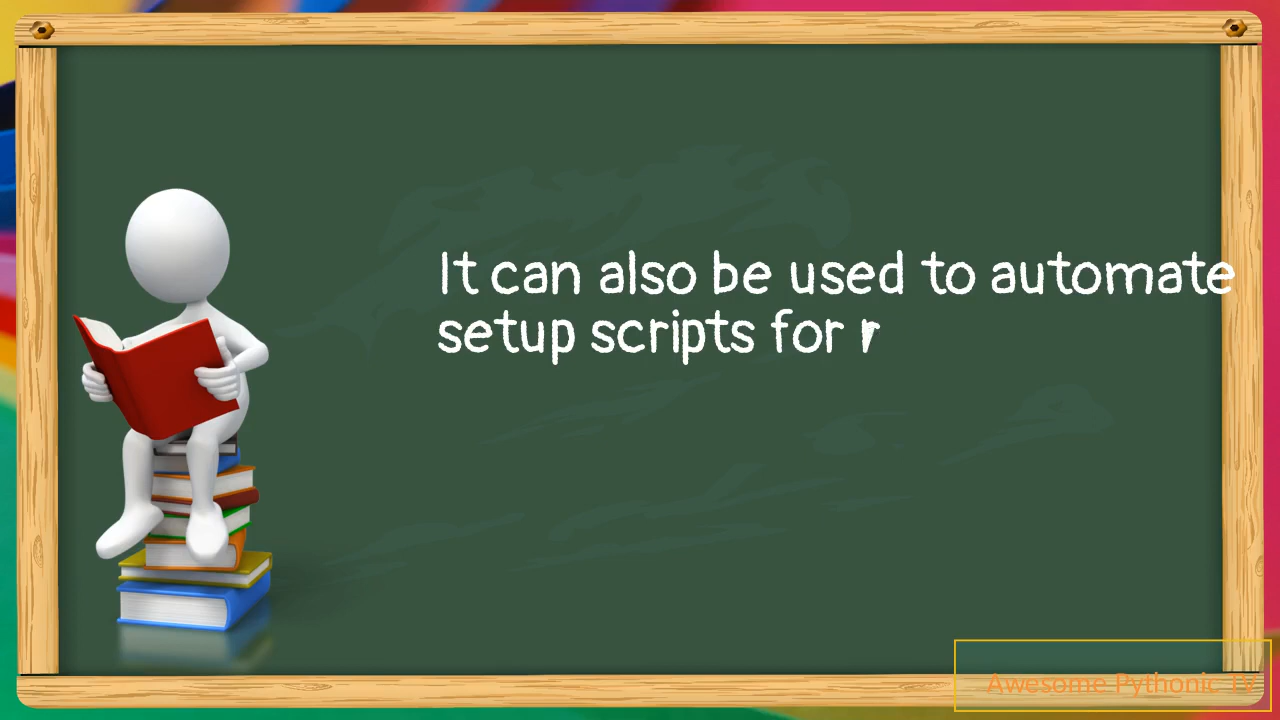 It can also be used to automate
setup scripts for r
Awesome Pythonic TV